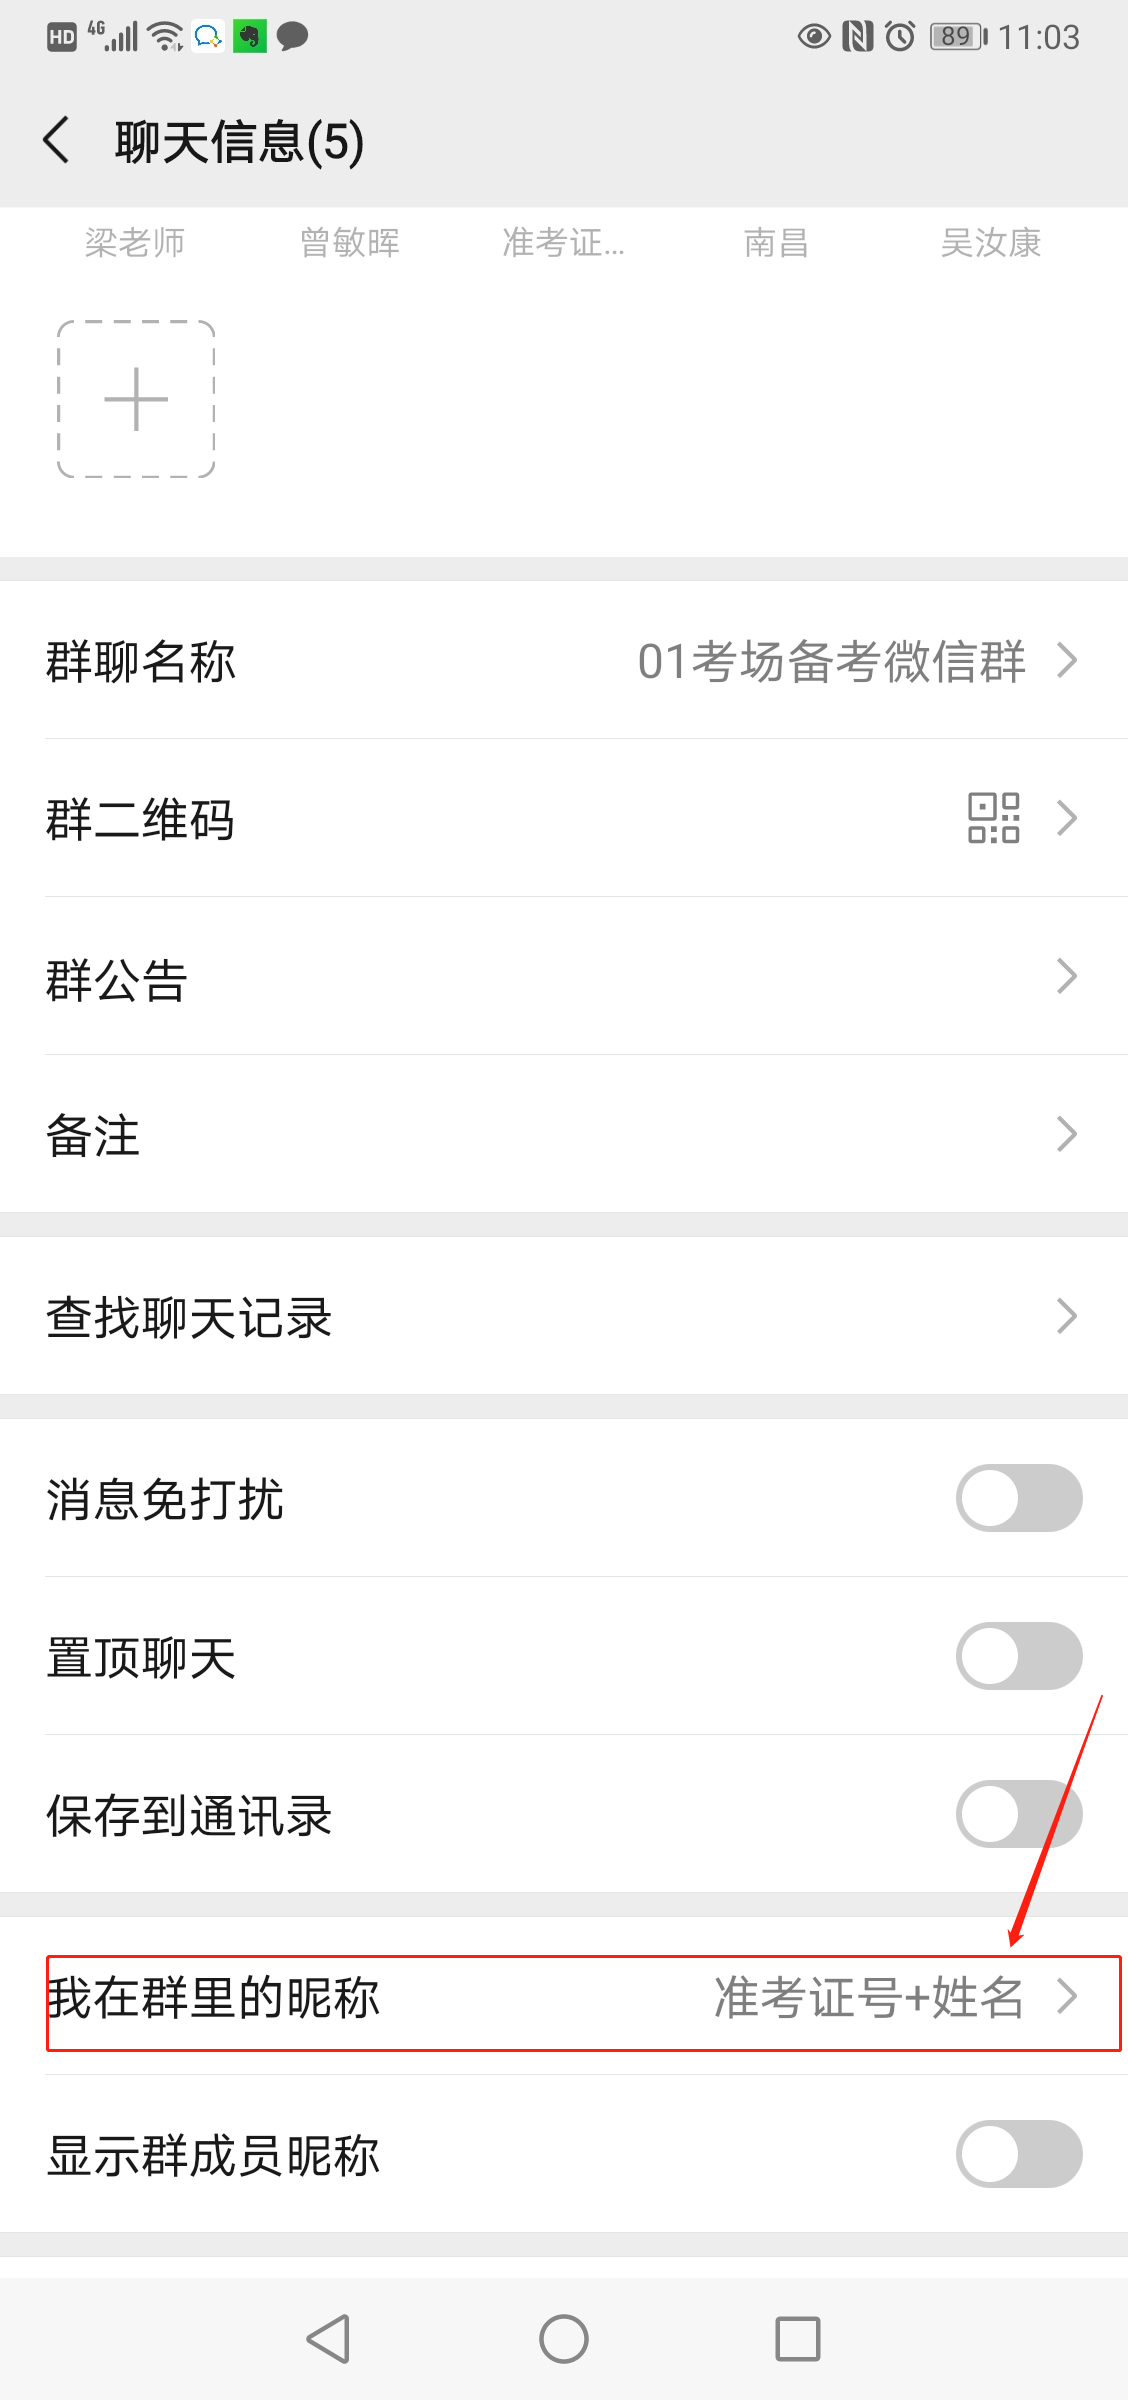 HD 4G 89 11:03
聊天信息(5)
梁老师 曾敏晖 准考证... 南昌 吴汝康
群聊名称 01考场备考微信群
群二维码
群公告
备注
查找聊天记录
消息免打扰
置顶聊天
保存到通讯录
我在群里的昵称 准考证号+姓名
显示群成员昵称